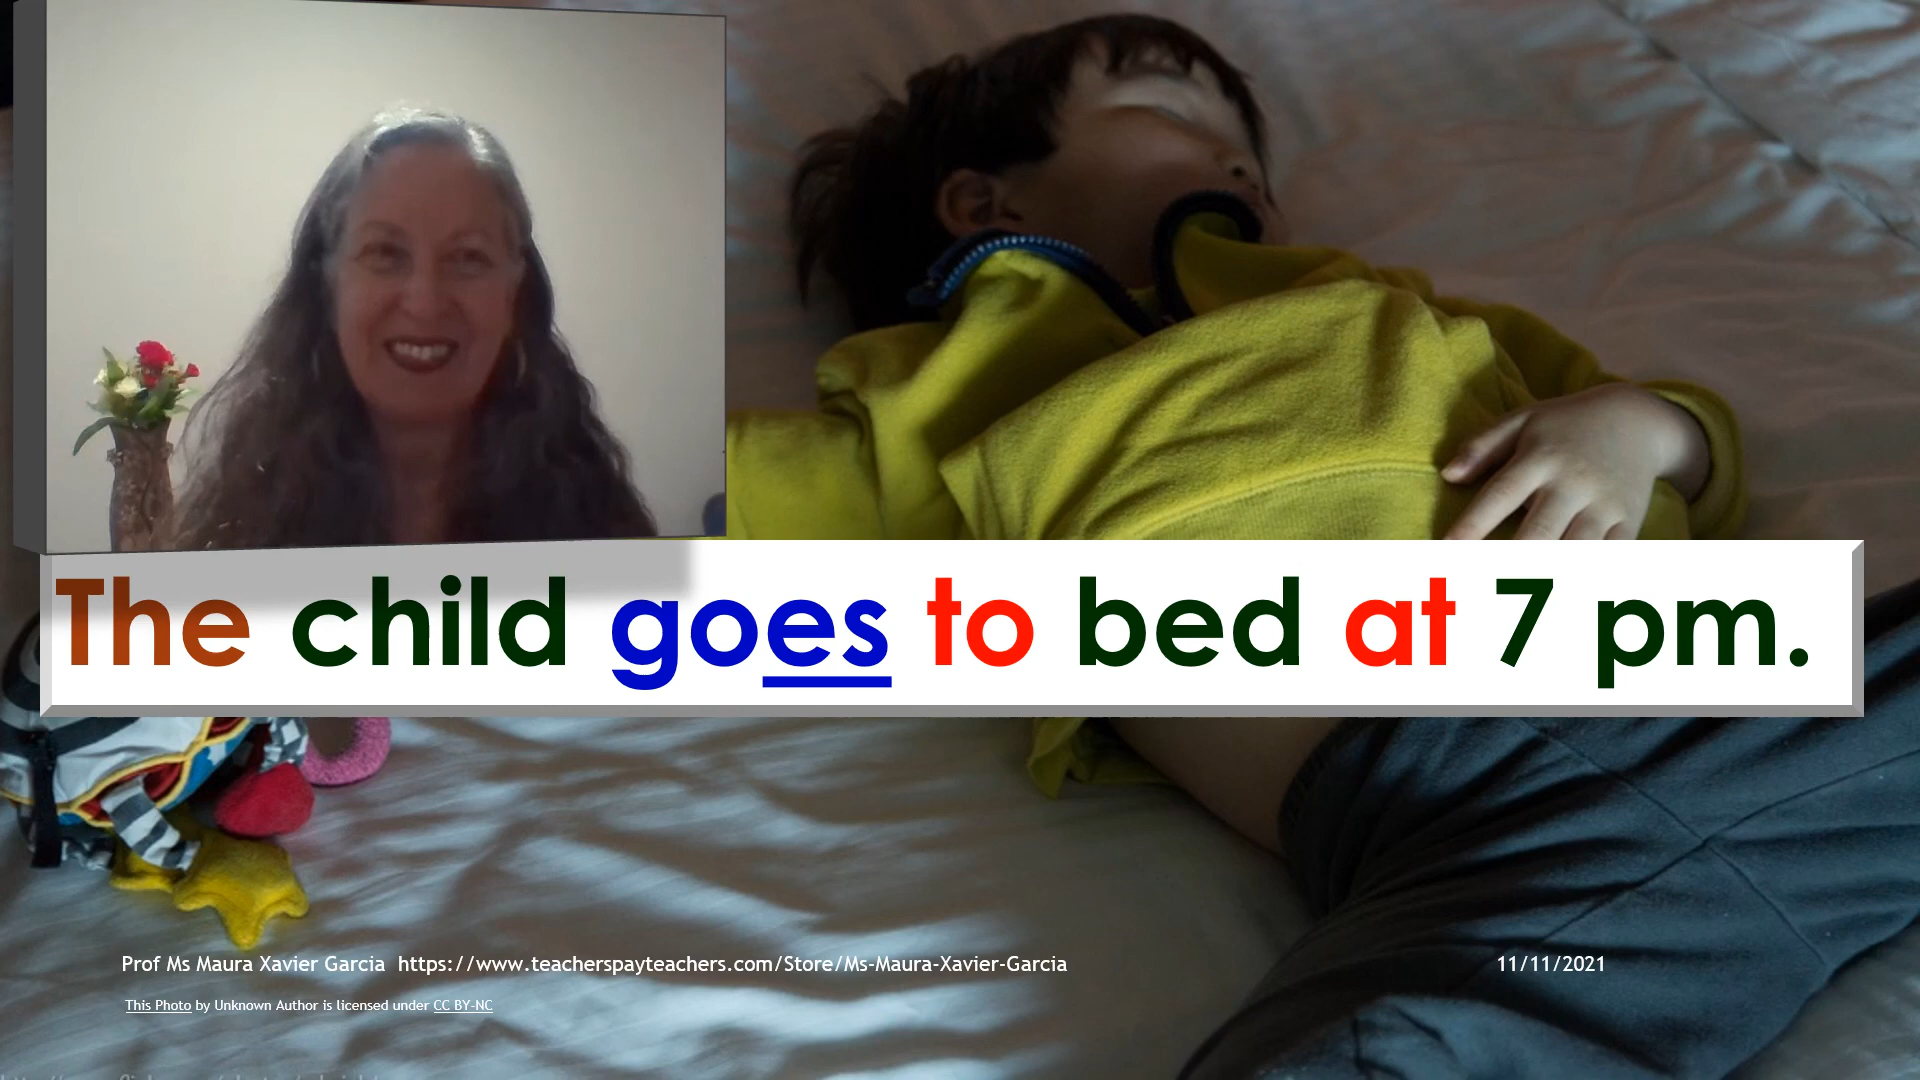 The child goes to bed at 7 pm.
Prof Ms Maura Xavier Garcia https://www.teacherspayteachers.com/Store/Ms-Maura-Xavier-Garcia 11/11/2021
This Photo by Unknown Author is licensed under CC BY-NC